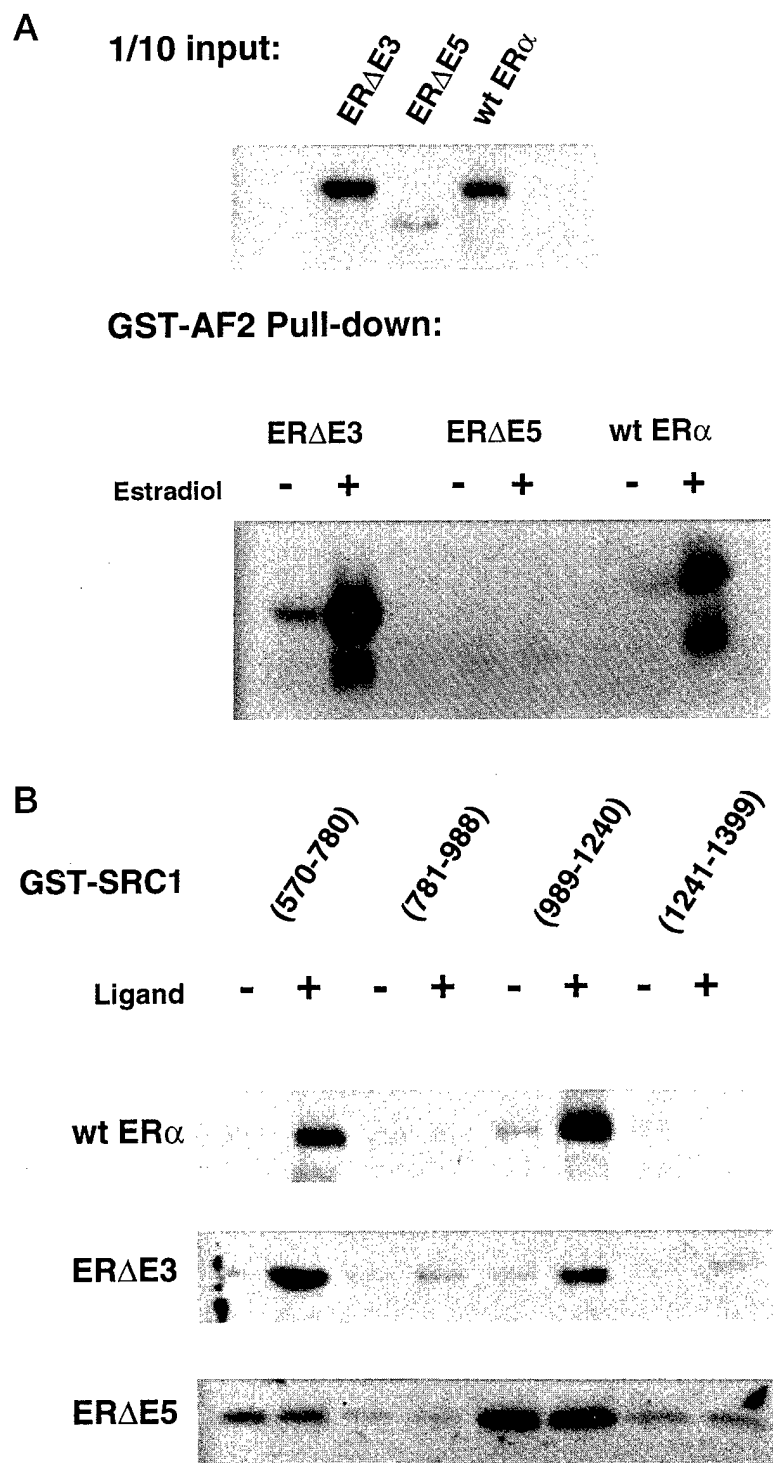 A
1/10 input:
ERΔE3 ERΔE5 wt ERα
GST-AF2 Pull-down:
ERΔE3 ERΔE5 wt ERα
Estradiol - + - + - +
B
GST-SRC1 (570-780) (781-988) (989-1240) (1241-1399)
Ligand - + - + - + - +
wt ERα
ERΔE3
ERΔE5